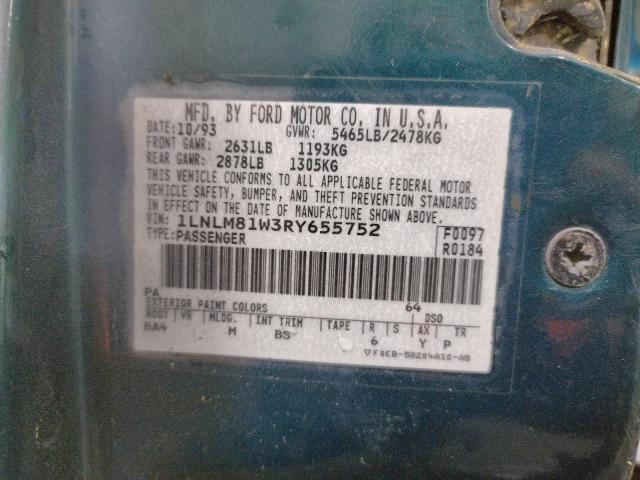 MFD. BY FORD MOTOR CO. IN U.S.A.
DATE: 10/93 GVWR: 5465LB/2478KG
FRONT GAWR: 2631LB 1193KG
REAR GAWR: 2878LB 1305KG
THIS VEHICLE CONFORMS TO ALL APPLICABLE FEDERAL MOTOR
VEHICLE SAFETY, BUMPER, AND THEFT PREVENTION STANDARDS
IN EFFECT ON THE DATE OF MANUFACTURE SHOWN ABOVE.
VIN: 1LNLM81W3RY655752 F0097
TYPE: PASSENGER R0184
PA 64
EXTERIOR PAINT COLORS DSO
BODY VR MLDG. INT TRIM TAPE R S AX TR
BA4 M BS 6 Y P
▽F0EB-58204A10-AB